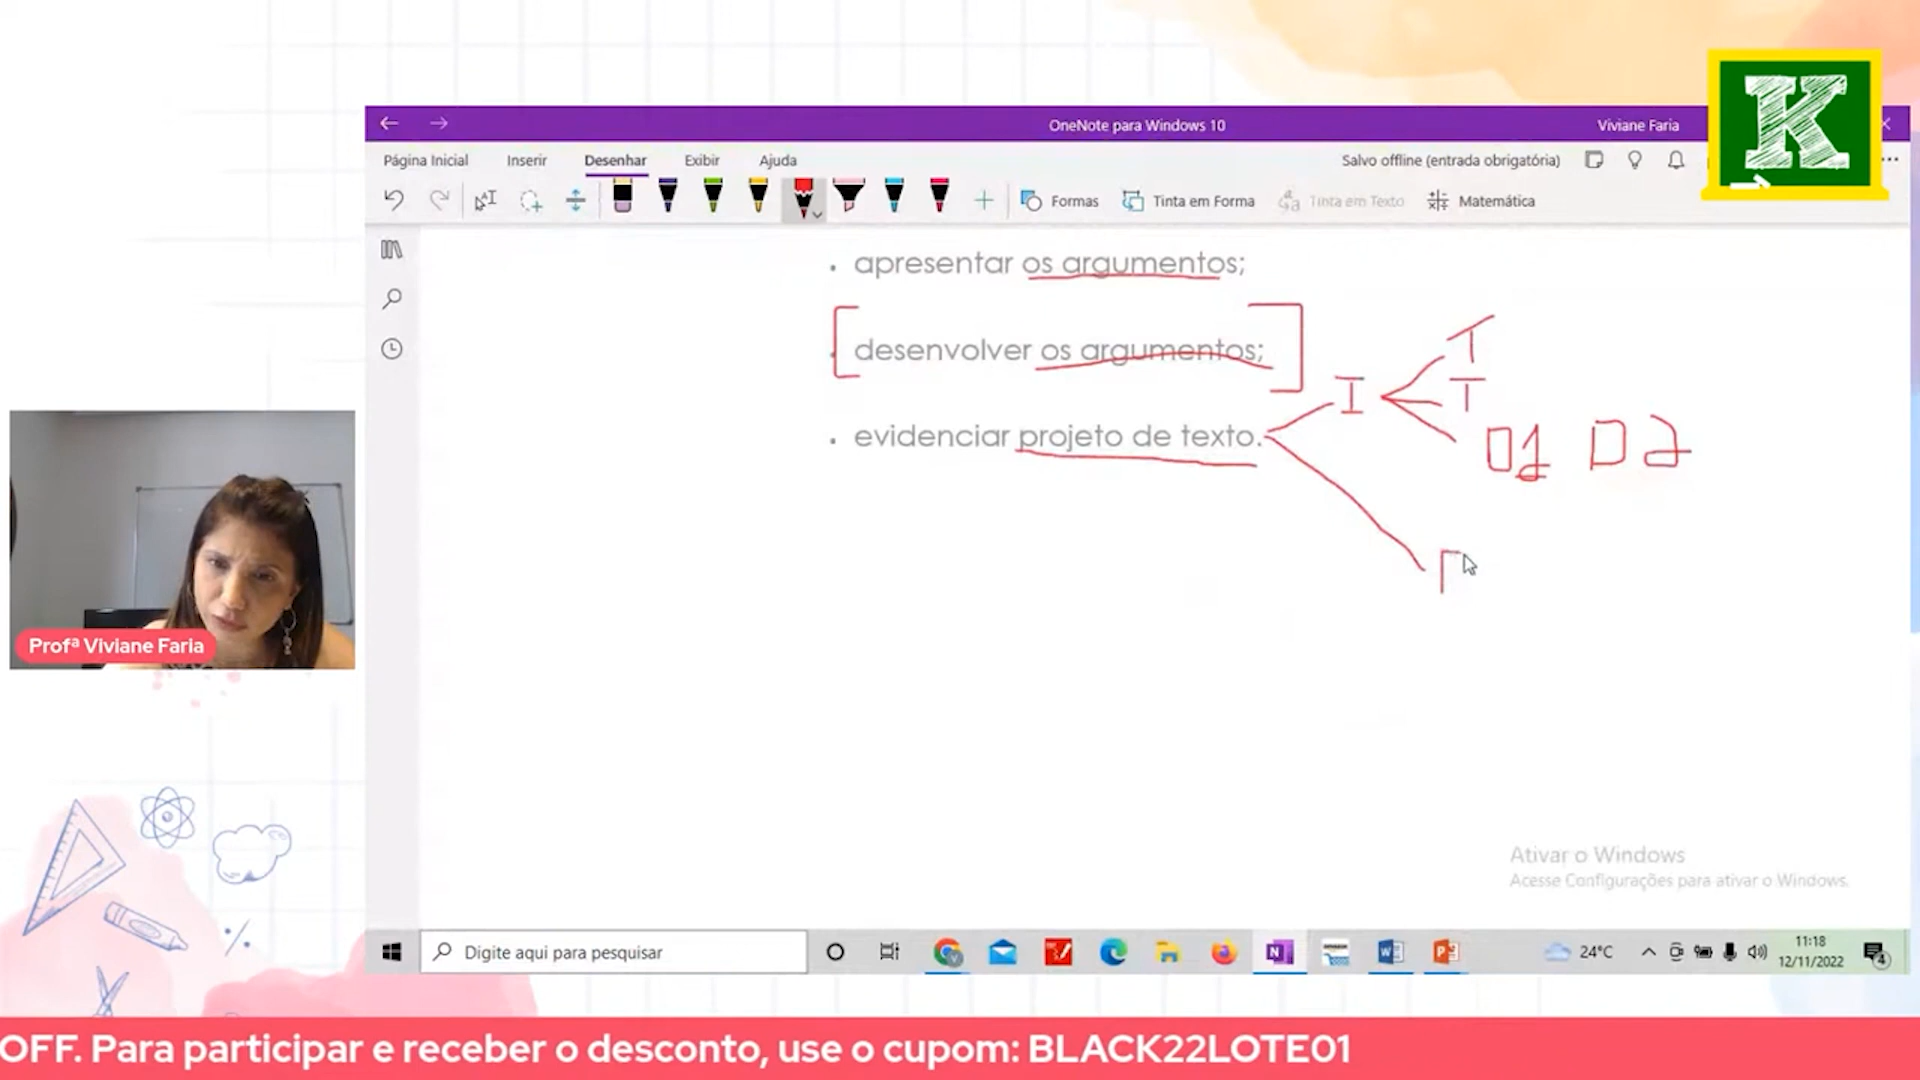 K
OneNote para Windows 10
Viviane Faria
Página Inicial Inserir Desenhar Exibir Ajuda
Salvo offline (entrada obrigatória)
Formas Tinta em Forma Tinta em Texto Matemática
apresentar os argumentos;
desenvolver os argumentos;
evidenciar projeto de texto.
I
T
T
D1 D2
Profª Viviane Faria
Ativar o Windows
Acesse Configurações para ativar o Windows.
Digite aqui para pesquisar
24°C
11:18
12/11/2022
4
OFF. Para participar e receber o desconto, use o cupom: BLACK22LOTE01